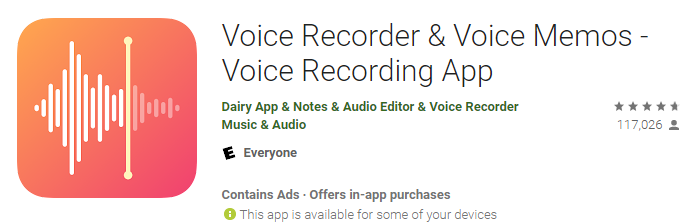 Voice Recorder & Voice Memos -
Voice Recording App
Dairy App & Notes & Audio Editor & Voice Recorder
Music & Audio
117,026
E Everyone
Contains Ads · Offers in-app purchases
This app is available for some of your devices